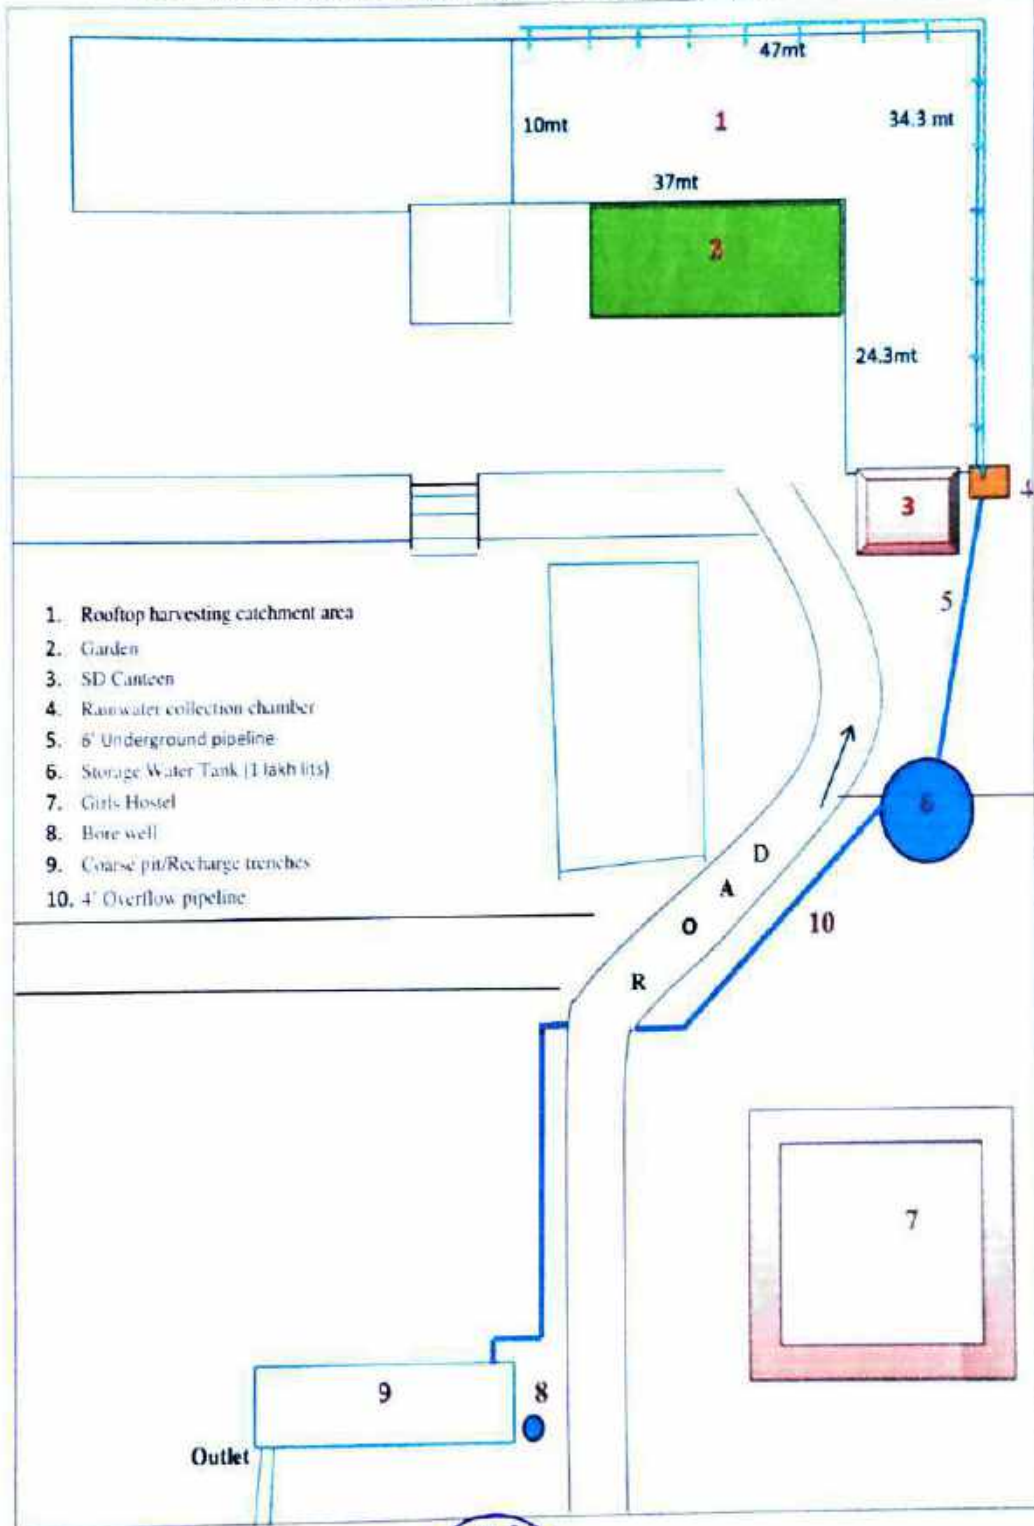 47mt
10mt
1
34.3 mt
37mt
2
24.3mt
3
4
5
1. Rooftop harvesting catchment area
2. Garden
3. SD Canteen
4. Rainwater collection chamber
5. 6' Underground pipeline
6. Storage Water Tank (1 lakh lits)
7. Girls Hostel
8. Bore well
9. Coarse pit/Recharge trenches
10. 4' Overflow pipeline
6
D
A
O
R
10
7
9
8
Outlet